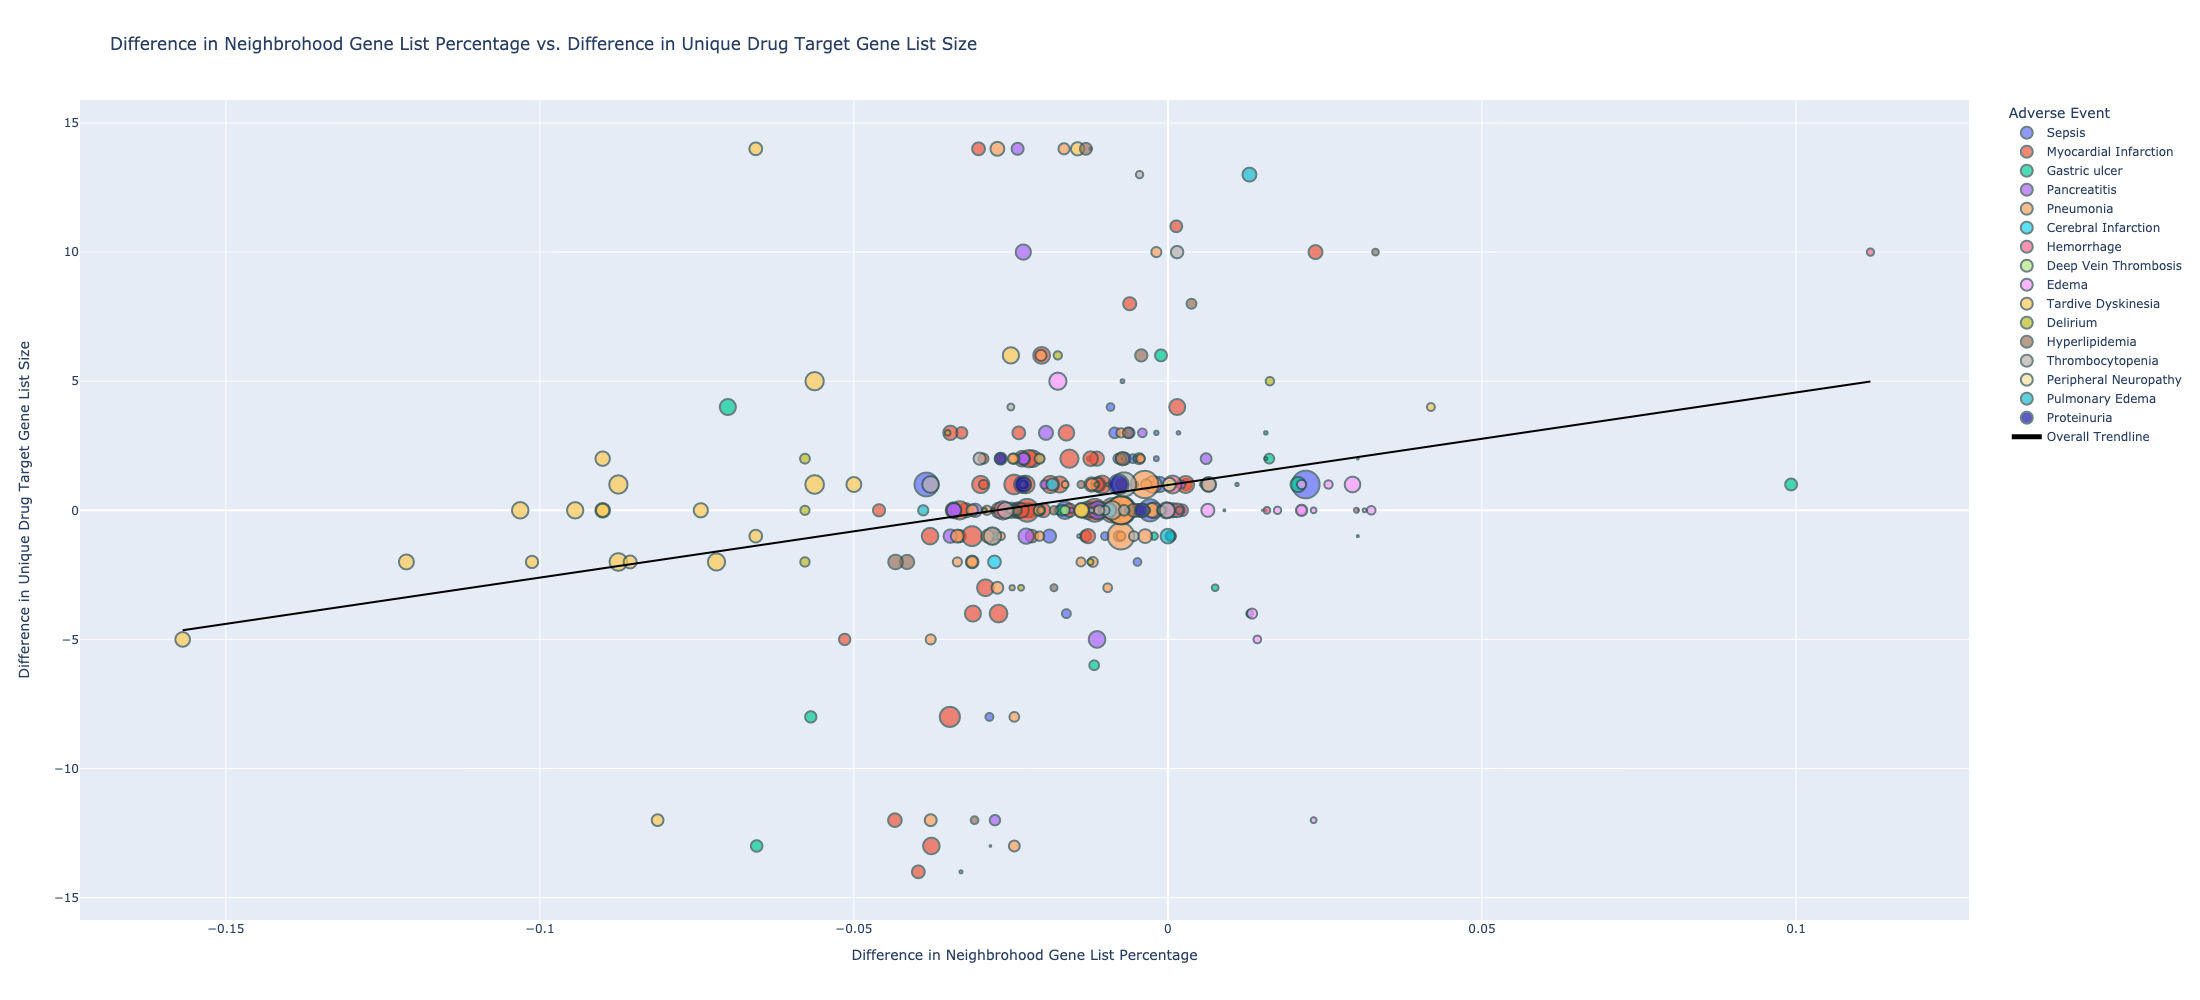 Difference in Neighbrohood Gene List Percentage vs. Difference in Unique Drug Target Gene List Size
Adverse Event
Sepsis
Myocardial Infarction
Gastric ulcer
Pancreatitis
Pneumonia
Cerebral Infarction
Hemorrhage
Deep Vein Thrombosis
Edema
Tardive Dyskinesia
Delirium
Hyperlipidemia
Thrombocytopenia
Peripheral Neuropathy
Pulmonary Edema
Proteinuria
Overall Trendline
Difference in Unique Drug Target Gene List Size
15
10
5
0
−5
−10
−15
−0.15
−0.1
−0.05
0
0.05
0.1
Difference in Neighbrohood Gene List Percentage